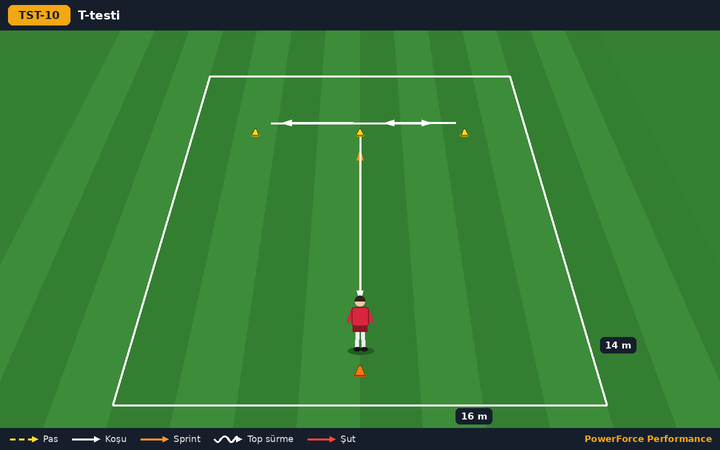 TST-10 T-testi
14 m
16 m
Pas Koşu Sprint Top sürme Şut PowerForce Performance